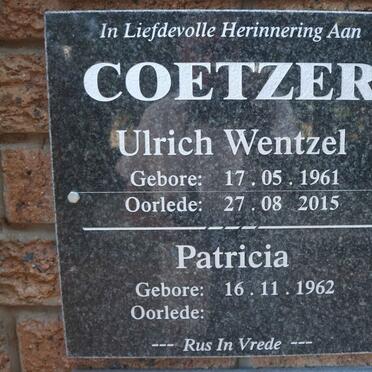 In Liefdevolle Herinnering Aan
COETZER
Ulrich Wentzel
Gebore: 17 . 05 . 1961
Oorlede: 27 . 08 2015
Patricia
Gebore: 16 . 11 . 1962
Oorlede:
--- Rus In Vrede ---